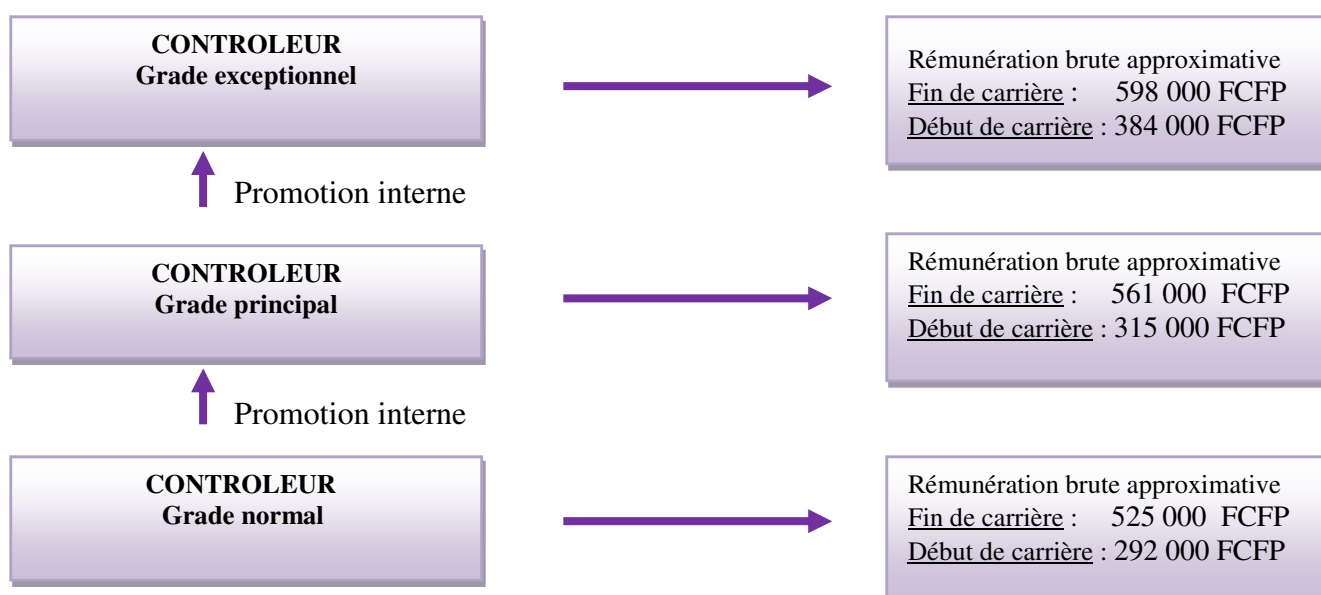 CONTROLEUR
Grade exceptionnel
Rémunération brute approximative
Fin de carrière : 598 000 FCFP
Début de carrière : 384 000 FCFP
Promotion interne
CONTROLEUR
Grade principal
Rémunération brute approximative
Fin de carrière : 561 000 FCFP
Début de carrière : 315 000 FCFP
Promotion interne
CONTROLEUR
Grade normal
Rémunération brute approximative
Fin de carrière : 525 000 FCFP
Début de carrière : 292 000 FCFP